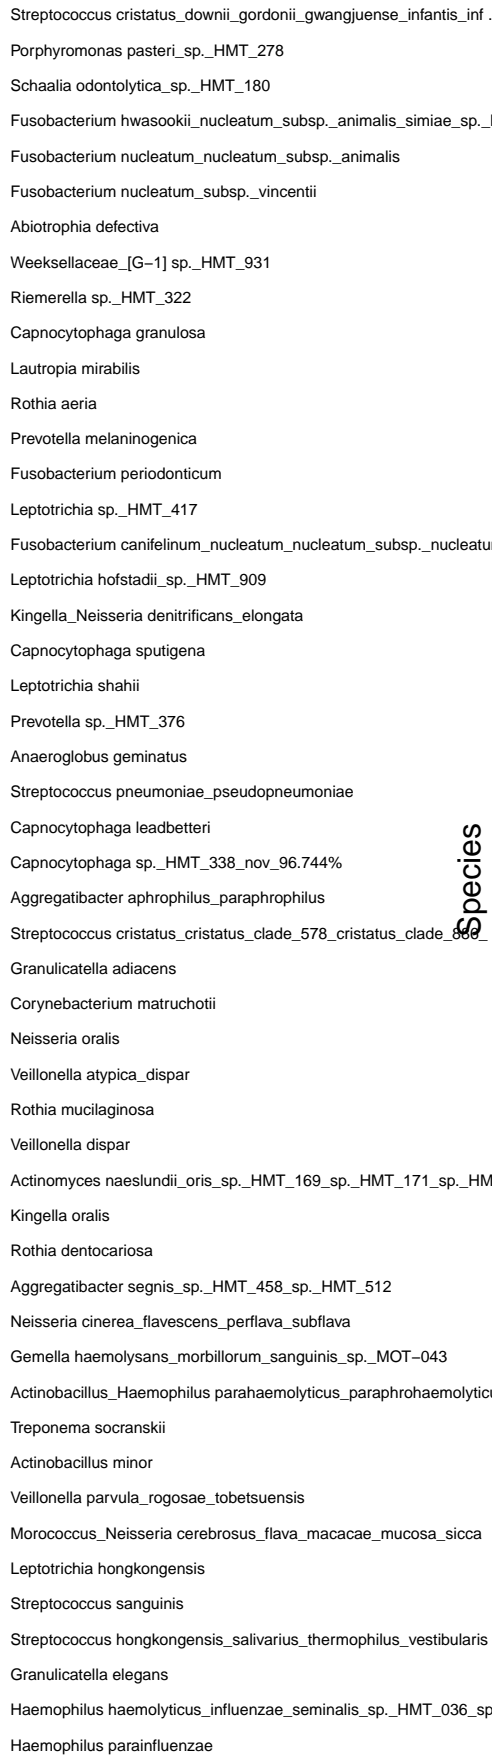 Streptococcus cristatus_downii_gordonii_gwangjuense_infantis_inf .
Porphyromonas pasteri_sp._HMT_278
Schaalia odontolytica_sp._HMT_180
Fusobacterium hwasookii_nucleatum_subsp._animalis_simiae_sp._
Fusobacterium nucleatum_nucleatum_subsp._animalis
Fusobacterium nucleatum_subsp._vincentii
Abiotrophia defectiva
Weeksellaceae_[G−1] sp._HMT_931
Riemerella sp._HMT_322
Capnocytophaga granulosa
Lautropia mirabilis
Rothia aeria
Prevotella melaninogenica
Fusobacterium periodonticum
Leptotrichia sp._HMT_417
Fusobacterium canifelinum_nucleatum_nucleatum_subsp._nucleatu
Leptotrichia hofstadii_sp._HMT_909
Kingella_Neisseria denitrificans_elongata
Capnocytophaga sputigena
Leptotrichia shahii
Prevotella sp._HMT_376
Anaeroglobus geminatus
Streptococcus pneumoniae_pseudopneumoniae
Capnocytophaga leadbetteri
Capnocytophaga sp._HMT_338_nov_96.744%
Aggregatibacter aphrophilus_paraphrophilus
Species
Streptococcus cristatus_cristatus_clade_578_cristatus_clade_886_
Granulicatella adiacens
Corynebacterium matruchotii
Neisseria oralis
Veillonella atypica_dispar
Rothia mucilaginosa
Veillonella dispar
Actinomyces naeslundii_oris_sp._HMT_169_sp._HMT_171_sp._HM
Kingella oralis
Rothia dentocariosa
Aggregatibacter segnis_sp._HMT_458_sp._HMT_512
Neisseria cinerea_flavescens_perflava_subflava
Gemella haemolysans_morbillorum_sanguinis_sp._MOT−043
Actinobacillus_Haemophilus parahaemolyticus_paraphrohaemolyticu
Treponema socranskii
Actinobacillus minor
Veillonella parvula_rogosae_tobetsuensis
Morococcus_Neisseria cerebrosus_flava_macacae_mucosa_sicca
Leptotrichia hongkongensis
Streptococcus sanguinis
Streptococcus hongkongensis_salivarius_thermophilus_vestibularis
Granulicatella elegans
Haemophilus haemolyticus_influenzae_seminalis_sp._HMT_036_sp
Haemophilus parainfluenzae